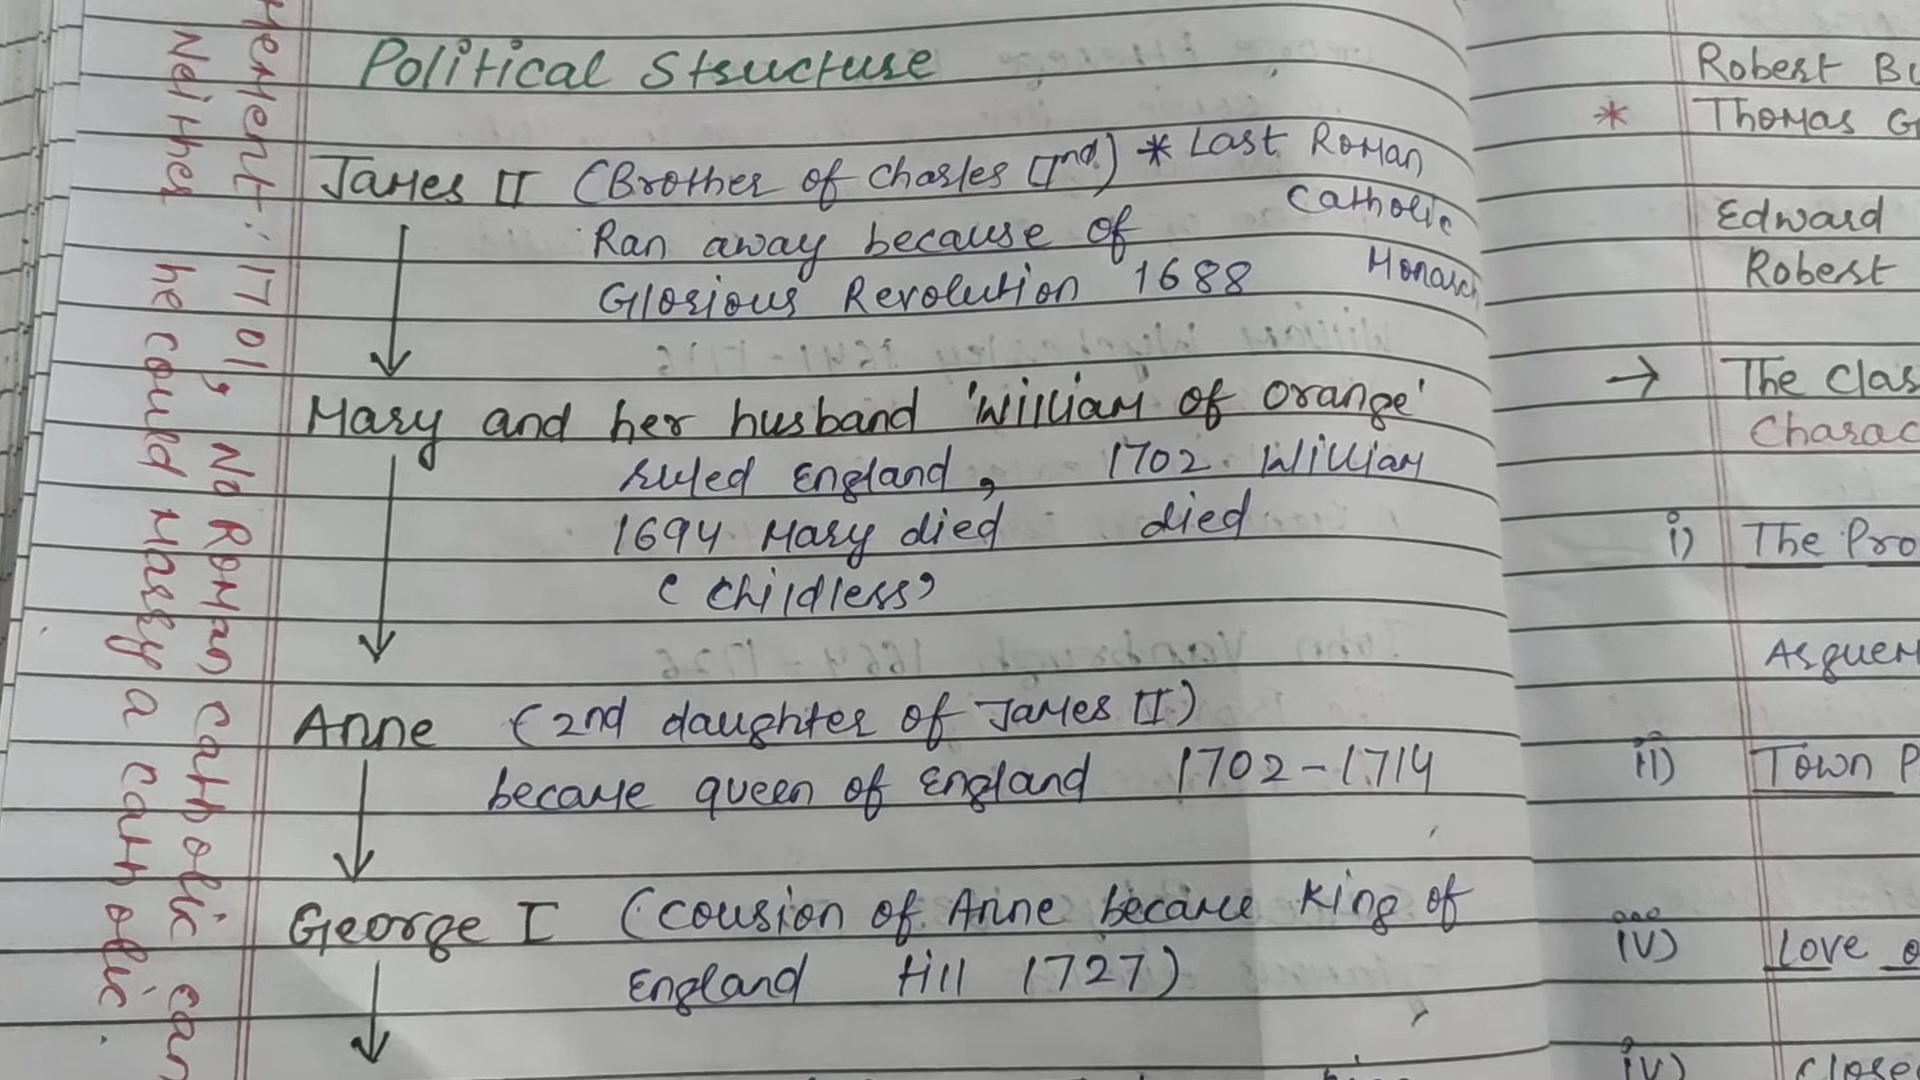 Political Structure
James II (Brother of Charles IInd) * Last Roman
Catholic
Ran away because of
Monarch
Glorious Revolution 1688
Mary and her husband 'William of Orange'
ruled England, 1702 William
1694 Mary died died
(Childless)
Anne (2nd daughter of James II)
became queen of England 1702-1714
George I (cousion of Anne became King of
England till 1727)
1701, No Roman catholic can
Neither he could marry a catholic.
Robert
* Thomas
Edward
Robert
→ The
i) The
ii) Town
iv) Love
iv) Close